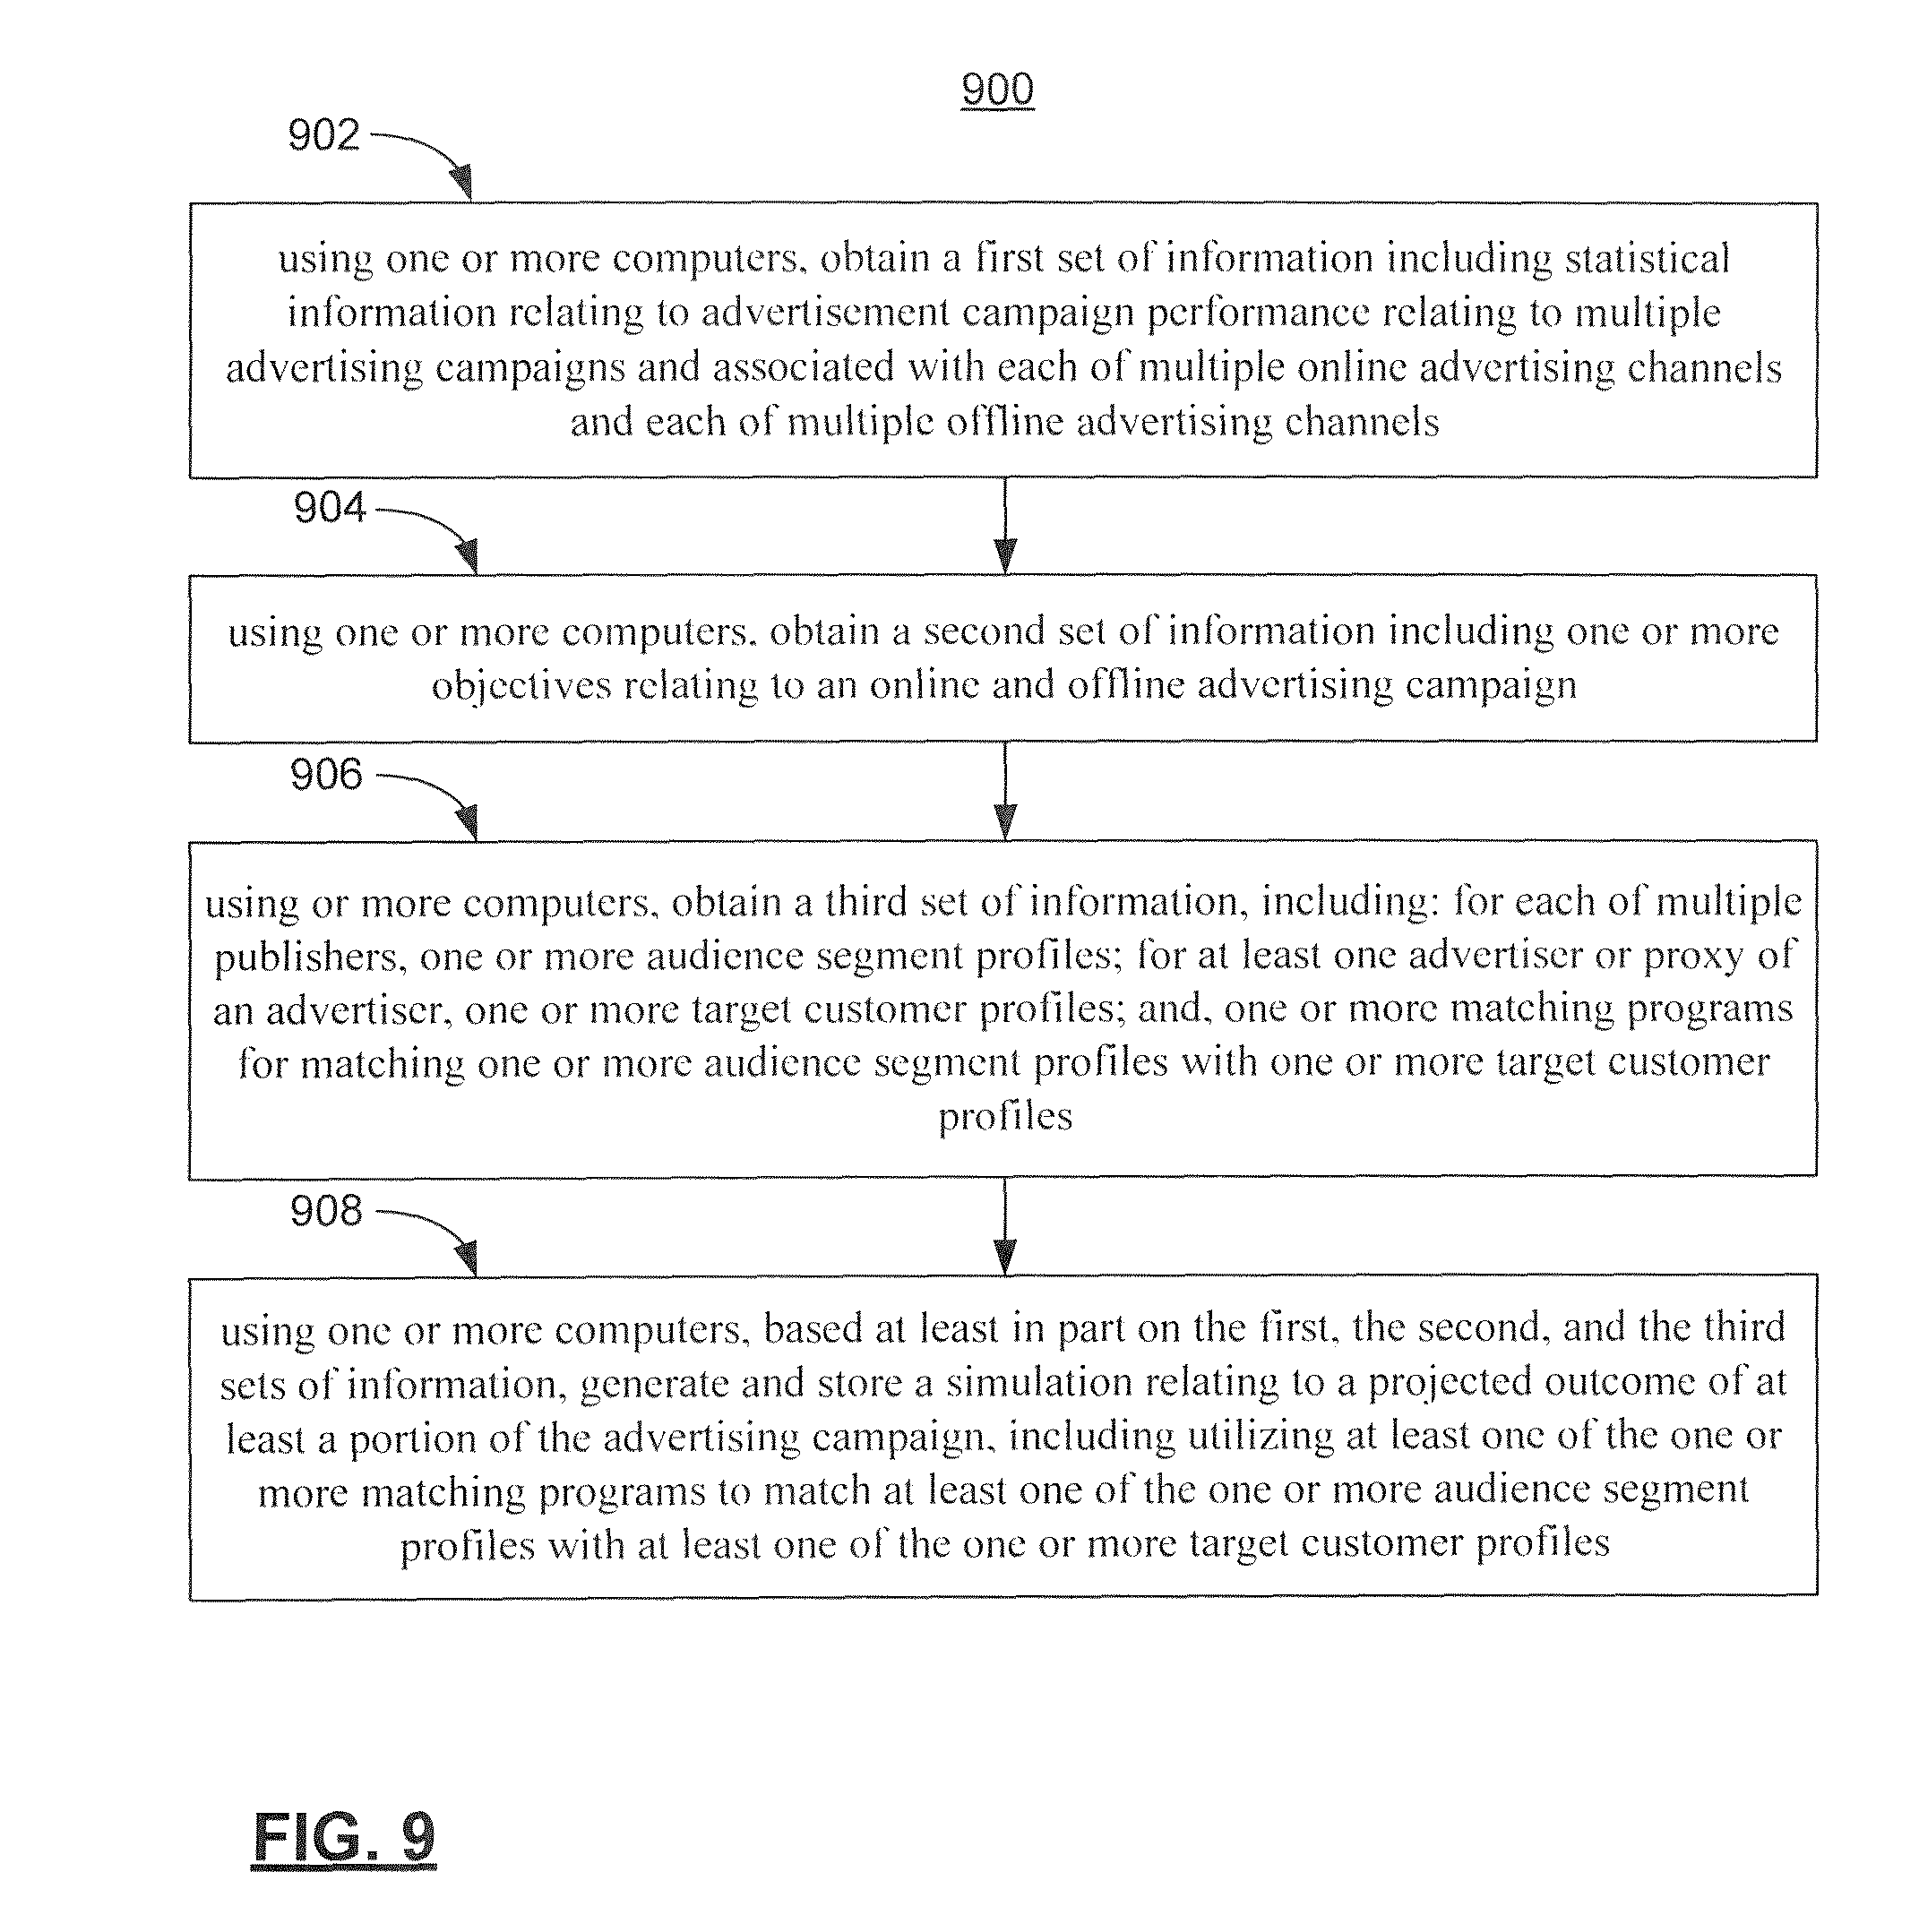 900
902
using one or more computers, obtain a first set of information including statistical
information relating to advertisement campaign performance relating to multiple
advertising campaigns and associated with each of multiple online advertising channels
and each of multiple offline advertising channels
904
using one or more computers, obtain a second set of information including one or more
objectives relating to an online and offline advertising campaign
906
using or more computers, obtain a third set of information, including: for each of multiple
publishers, one or more audience segment profiles; for at least one advertiser or proxy of
an advertiser, one or more target customer profiles; and, one or more matching programs
for matching one or more audience segment profiles with one or more target customer
profiles
908
using one or more computers, based at least in part on the first, the second, and the third
sets of information, generate and store a simulation relating to a projected outcome of at
least a portion of the advertising campaign, including utilizing at least one of the one or
more matching programs to match at least one of the one or more audience segment
profiles with at least one of the one or more target customer profiles
FIG. 9